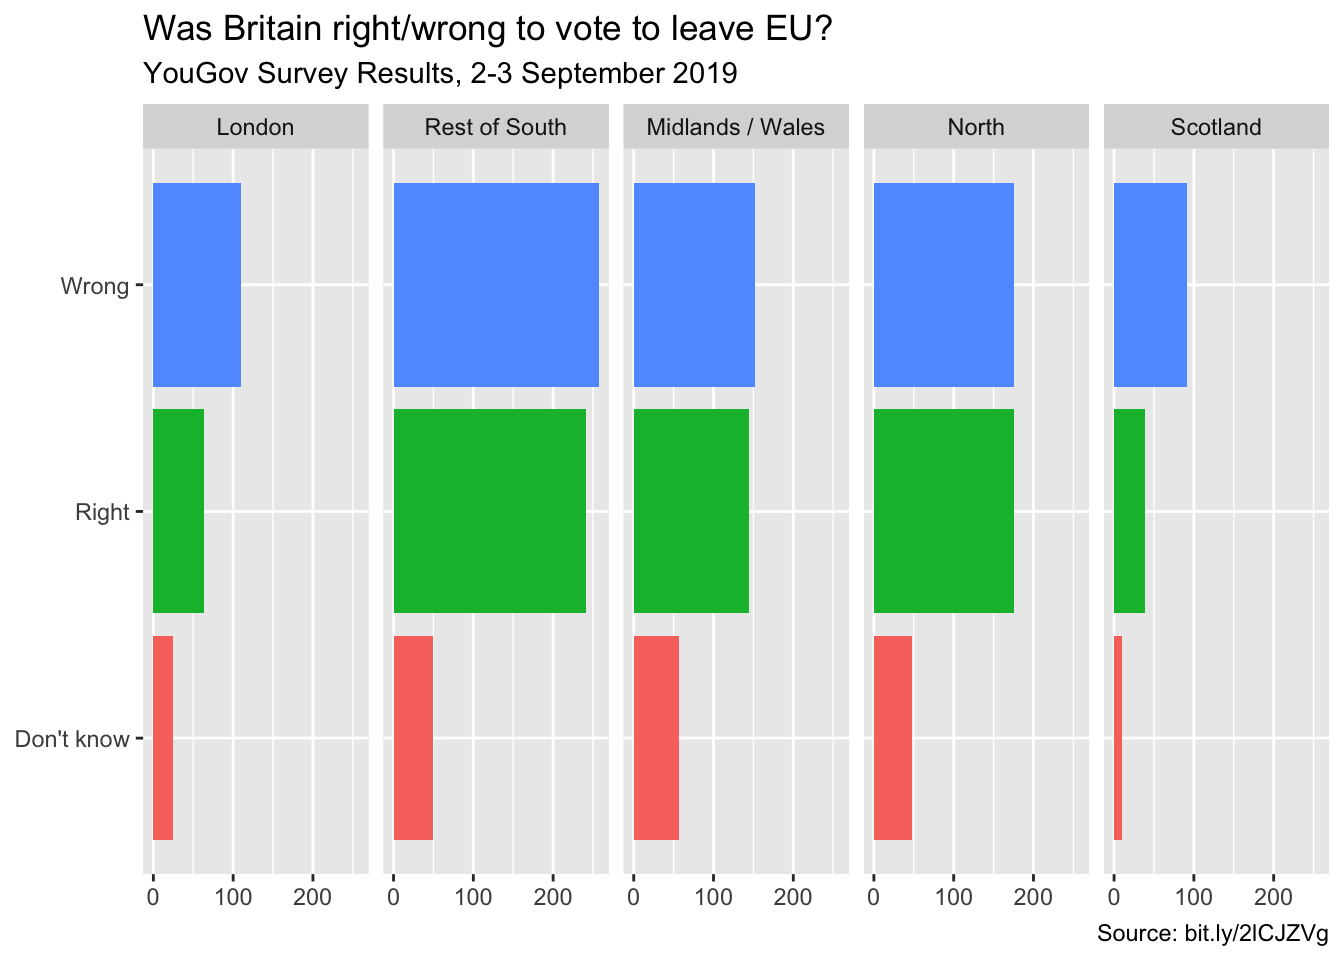 Was Britain right/wrong to vote to leave EU?
YouGov Survey Results, 2-3 September 2019
London Rest of South Midlands / Wales North Scotland
Wrong
Right
Don't know
0 100 200 0 100 200 0 100 200 0 100 200 0 100 200
Source: bit.ly/2lCJZVg